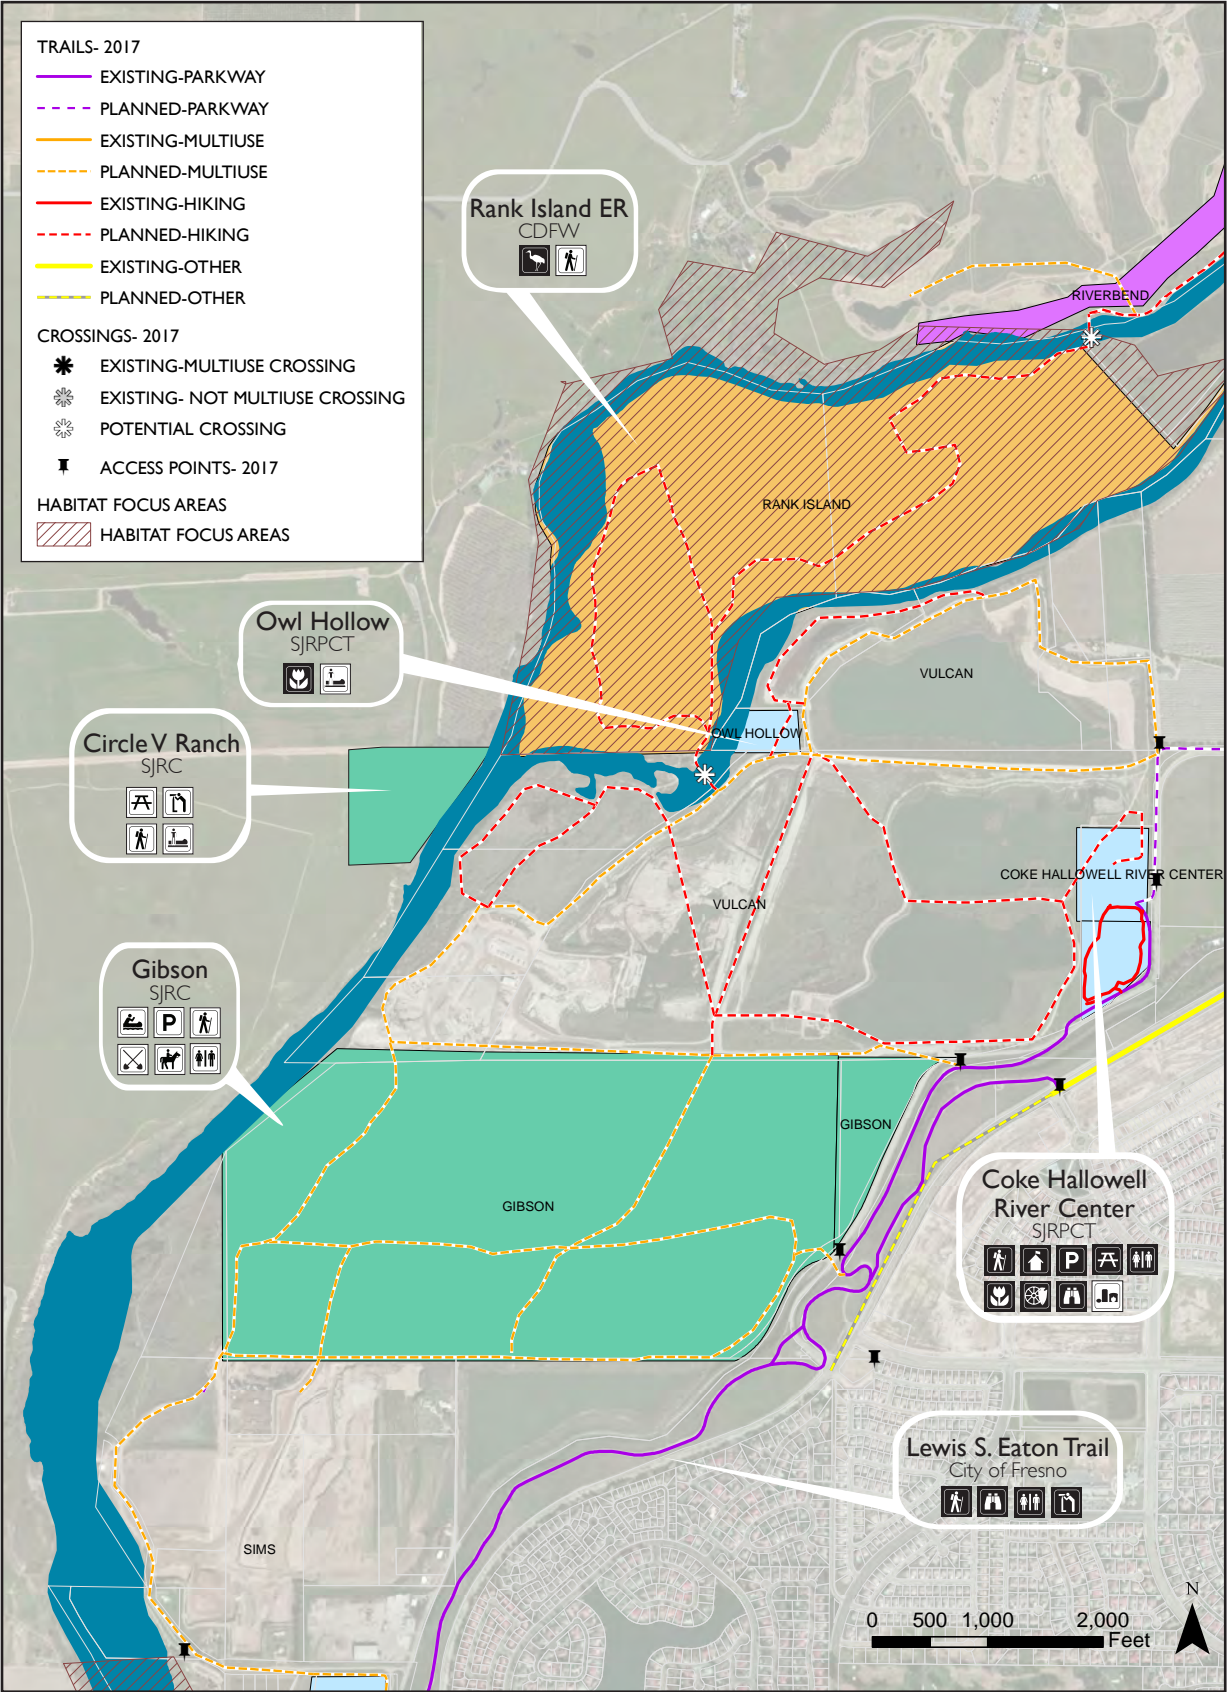 TRAILS- 2017
EXISTING-PARKWAY
PLANNED-PARKWAY
EXISTING-MULTIUSE
PLANNED-MULTIUSE
EXISTING-HIKING
PLANNED-HIKING
EXISTING-OTHER
PLANNED-OTHER
CROSSINGS- 2017
EXISTING-MULTIUSE CROSSING
EXISTING- NOT MULTIUSE CROSSING
POTENTIAL CROSSING
ACCESS POINTS- 2017
HABITAT FOCUS AREAS
HABITAT FOCUS AREAS
Rank Island ER
CDFW
RIVERBEND
RANK ISLAND
Owl Hollow
SJRPCT
VULCAN
OWL HOLLOW
Circle V Ranch
SJRC
COKE HALLOWELL RIVER CENTER
VULCAN
Gibson
SJRC
P
GIBSON
GIBSON
Coke Hallowell
River Center
SJRPCT
P
Lewis S. Eaton Trail
City of Fresno
SIMS
N
0 500 1,000 2,000
Feet